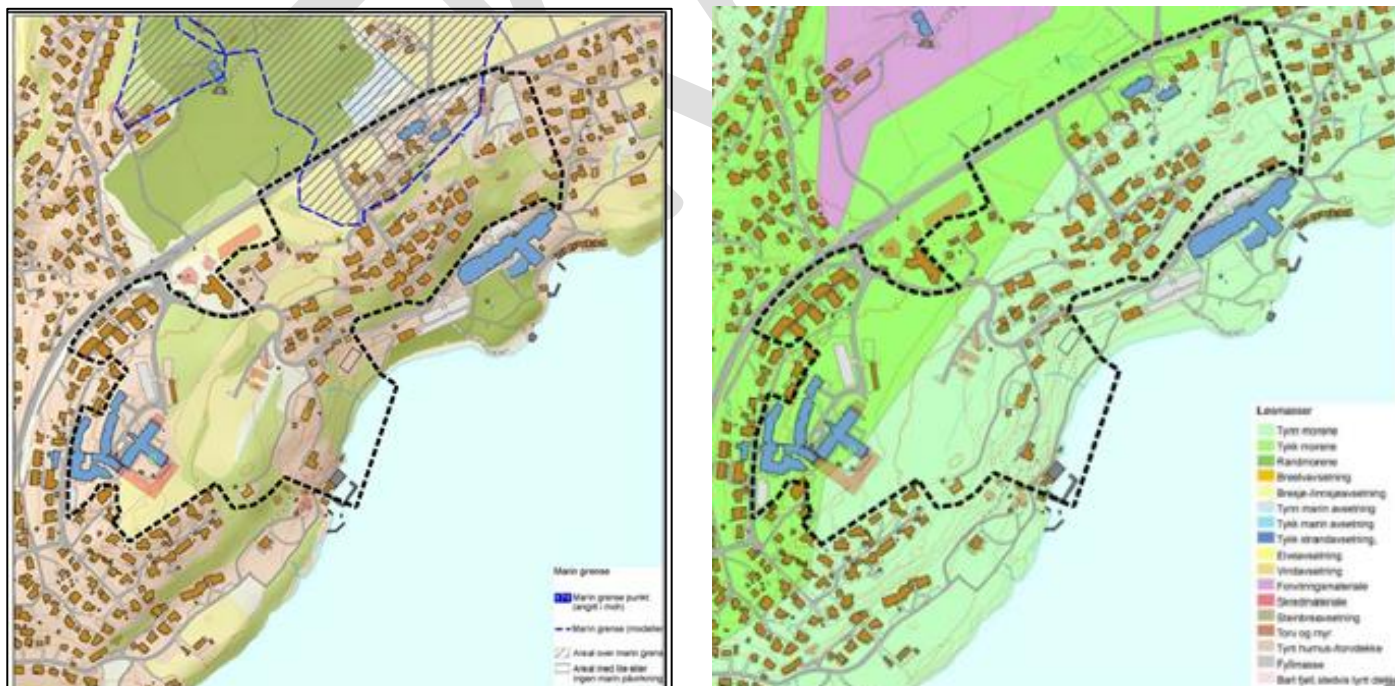 Marin grense
Marin grense punkt
(angitt i moh)
Marin grense (modellert
Areal over marin grense
Areal med lite eller
ingen marin påvirkning
Løsmasser
Tynn morene
Tykk morene
Randmorene
Breelvavsetning
Bresjø-/innsjøavsetning
Tynn marin avsetning
Tykk marin avsetning
Tykk strandavsetning,
Elveavsetning
Vindavsetning
Forvitringsmateriale
Skredmateriale
Steinbreavsetning
Torv og myr
Tynt humus-/torvdekke
Fyllmasse
Bart fjell, stedvis tynt dekke